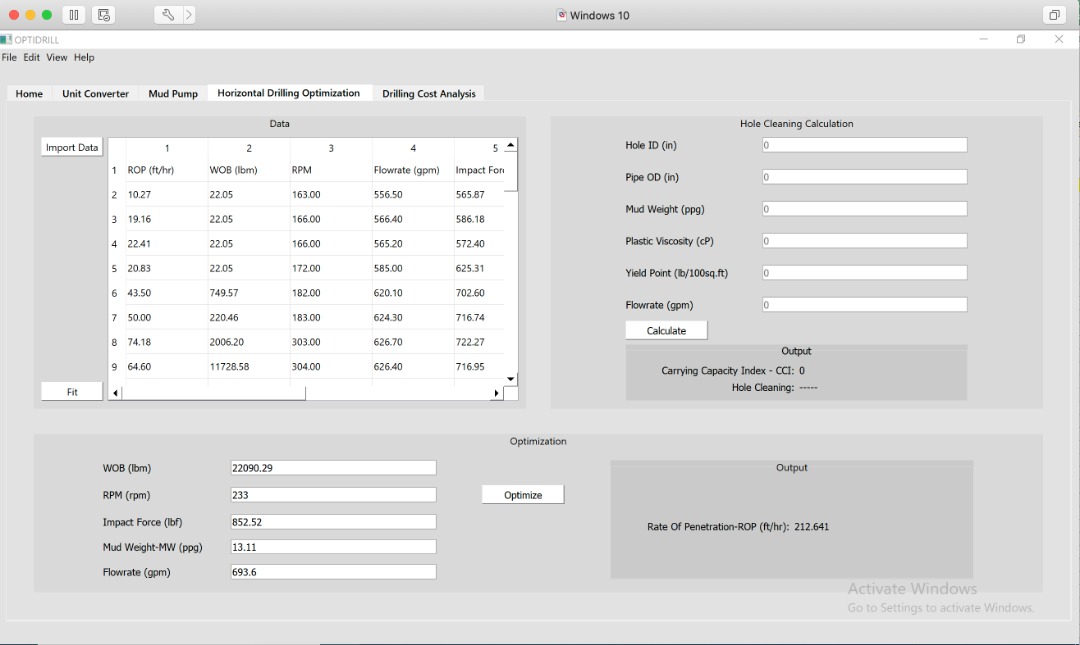 Windows 10
OPTIDRILL
File Edit View Help
Home Unit Converter Mud Pump Horizontal Drilling Optimization Drilling Cost Analysis
Data
Import Data
1 2 3 4 5
1 ROP (ft/hr) WOB (lbm) RPM Flowrate (gpm) Impact For
2 10.27 22.05 163.00 556.50 565.87
3 19.16 22.05 166.00 566.40 586.18
4 22.41 22.05 166.00 565.20 572.40
5 20.83 22.05 172.00 585.00 625.31
6 43.50 749.57 182.00 620.10 702.60
7 50.00 220.46 183.00 624.30 716.74
8 74.18 2006.20 303.00 626.70 722.27
9 64.60 11728.58 304.00 626.40 716.95
Fit
Hole Cleaning Calculation
Hole ID (in) 0
Pipe OD (in) 0
Mud Weight (ppg) 0
Plastic Viscosity (cP) 0
Yield Point (lb/100sq.ft) 0
Flowrate (gpm) 0
Calculate
Output
Carrying Capacity Index - CCI: 0
Hole Cleaning: -----
Optimization
WOB (lbm) 22090.29
RPM (rpm) 233
Impact Force (lbf) 852.52
Mud Weight-MW (ppg) 13.11
Flowrate (gpm) 693.6
Optimize
Output
Rate Of Penetration-ROP (ft/hr): 212.641
Activate Windows
Go to Settings to activate Windows.